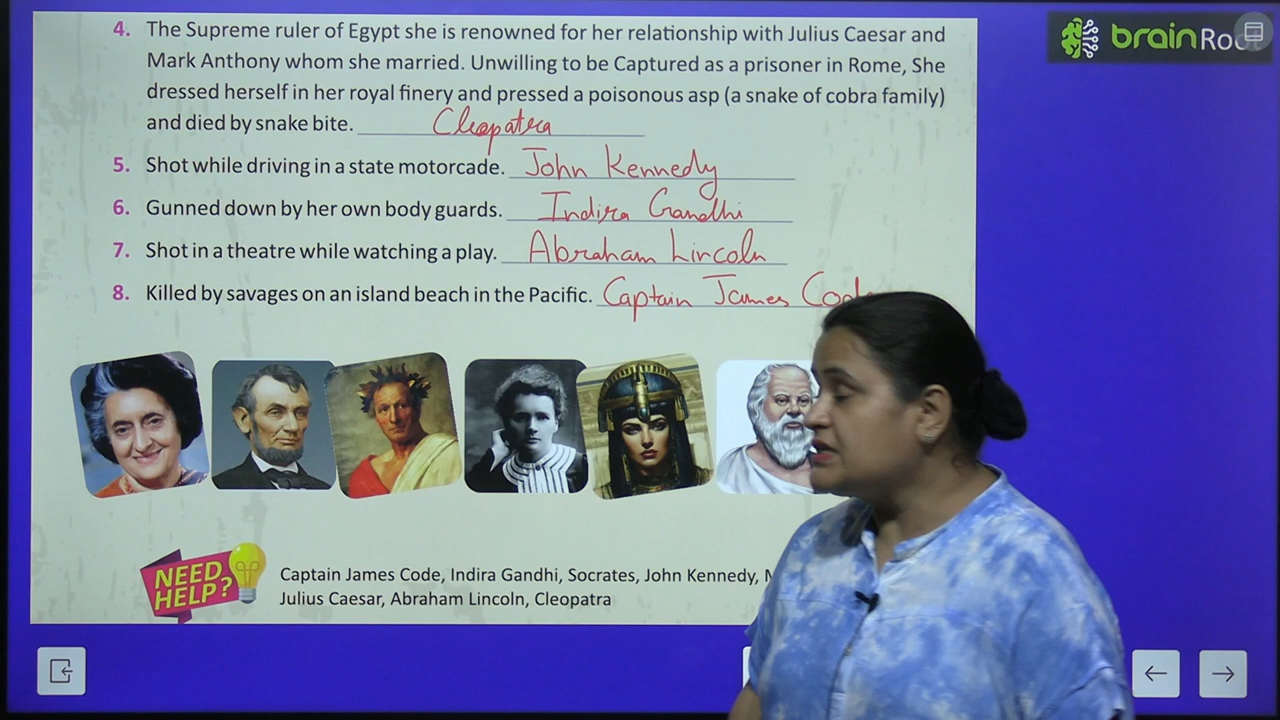 brainRoot
4. The Supreme ruler of Egypt she is renowned for her relationship with Julius Caesar and
Mark Anthony whom she married. Unwilling to be Captured as a prisoner in Rome, She
dressed herself in her royal finery and pressed a poisonous asp (a snake of cobra family)
and died by snake bite. Cleopatra
5. Shot while driving in a state motorcade. John Kennedy
6. Gunned down by her own body guards. Indira Gandhi
7. Shot in a theatre while watching a play. Abraham Lincoln
8. Killed by savages on an island beach in the Pacific. Captain James
NEED
HELP?
Captain James Code, Indira Gandhi, Socrates, John Kennedy,
Julius Caesar, Abraham Lincoln, Cleopatra